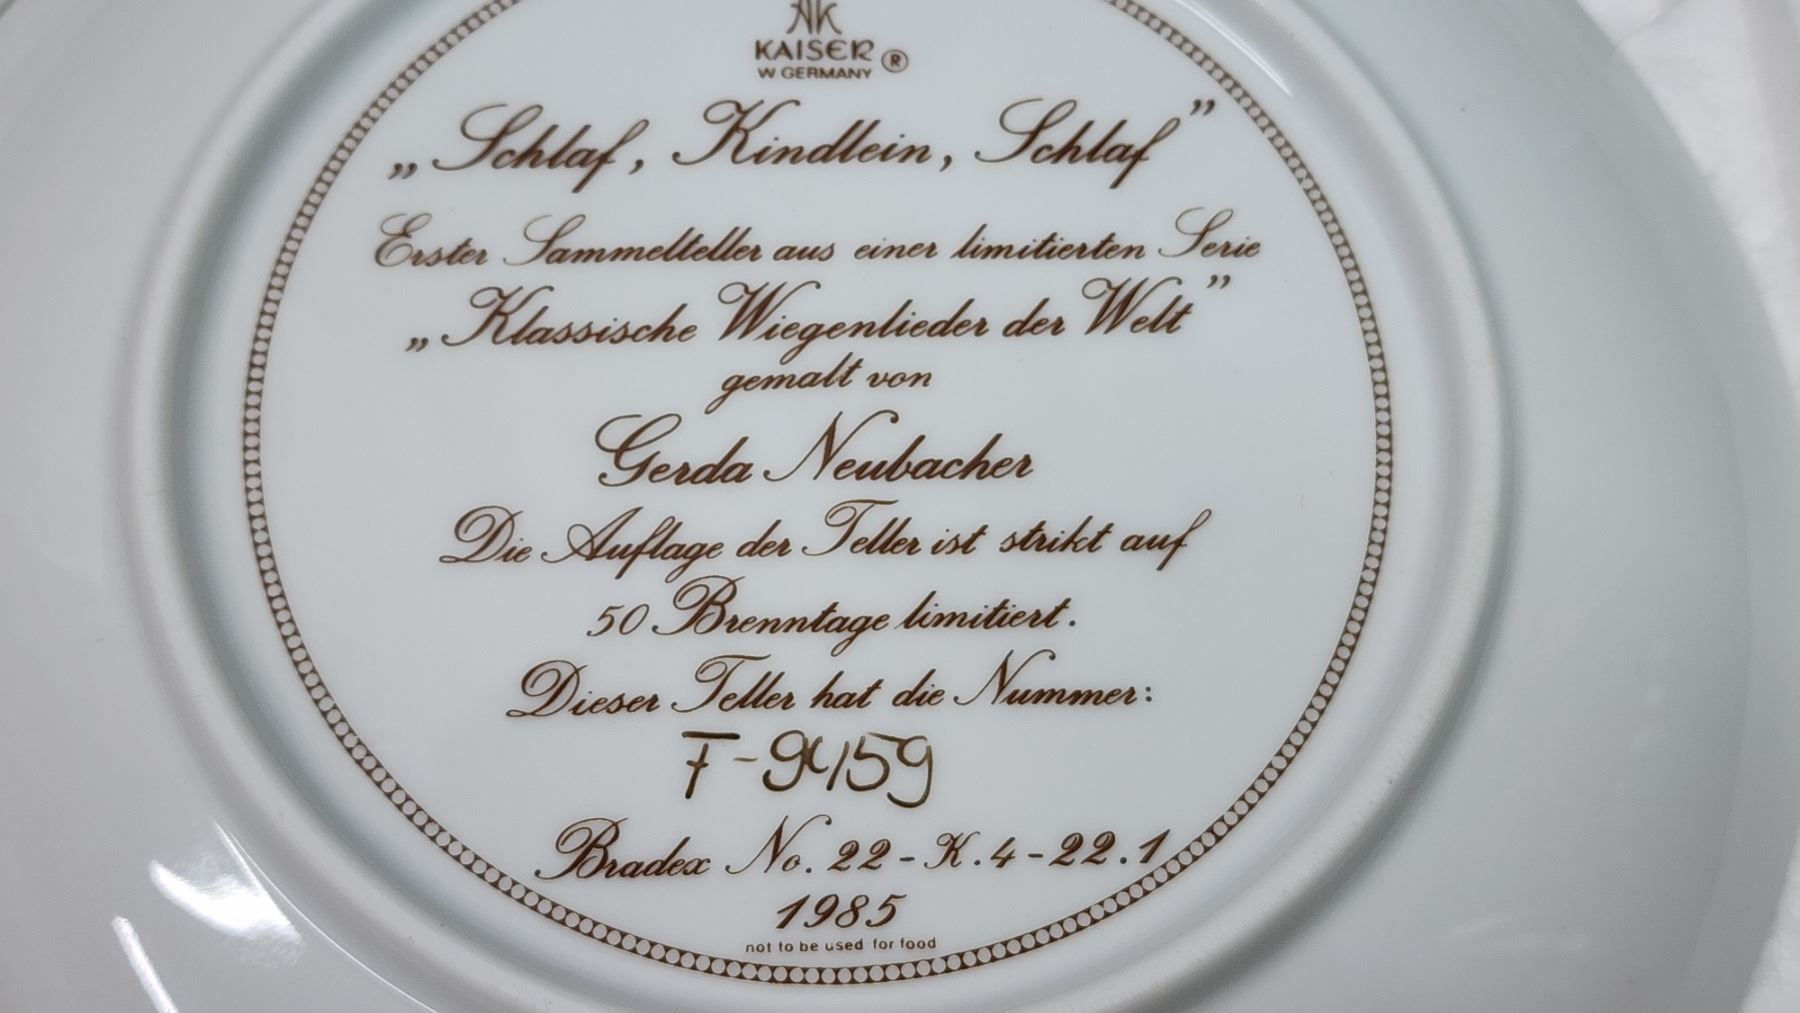 AK
KAISER ®
W GERMANY
„Schlaf, Kindlein, Schlaf”
Erster Sammelteller aus einer limitierten Serie
„Klassische Wiegenlieder der Welt”
gemalt von
Gerda Neubacher
Die Auflage der Teller ist strikt auf
50 Brenntage limitiert.
Dieser Teller hat die Nummer:
F-94159
Bradex No. 22-K.4-22.1
1985
not to be used for food